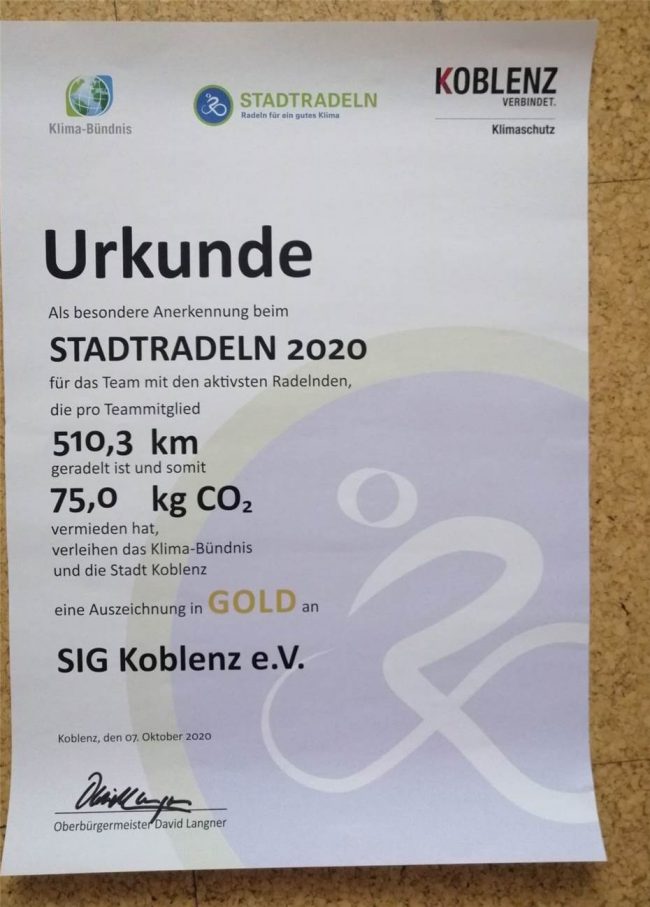 Klima-Bündnis
STADTRADELN
Radeln für ein gutes Klima
KOBLENZ
VERBINDET.
Klimaschutz
Urkunde
Als besondere Anerkennung beim
STADTRADELN 2020
für das Team mit den aktivsten Radelnden,
die pro Teammitglied
510,3 km
geradelt ist und somit
75,0 kg CO₂
vermieden hat,
verleihen das Klima-Bündnis
und die Stadt Koblenz
eine Auszeichnung in GOLD an
SIG Koblenz e.V.
Koblenz, den 07. Oktober 2020
Oberbürgermeister David Langner